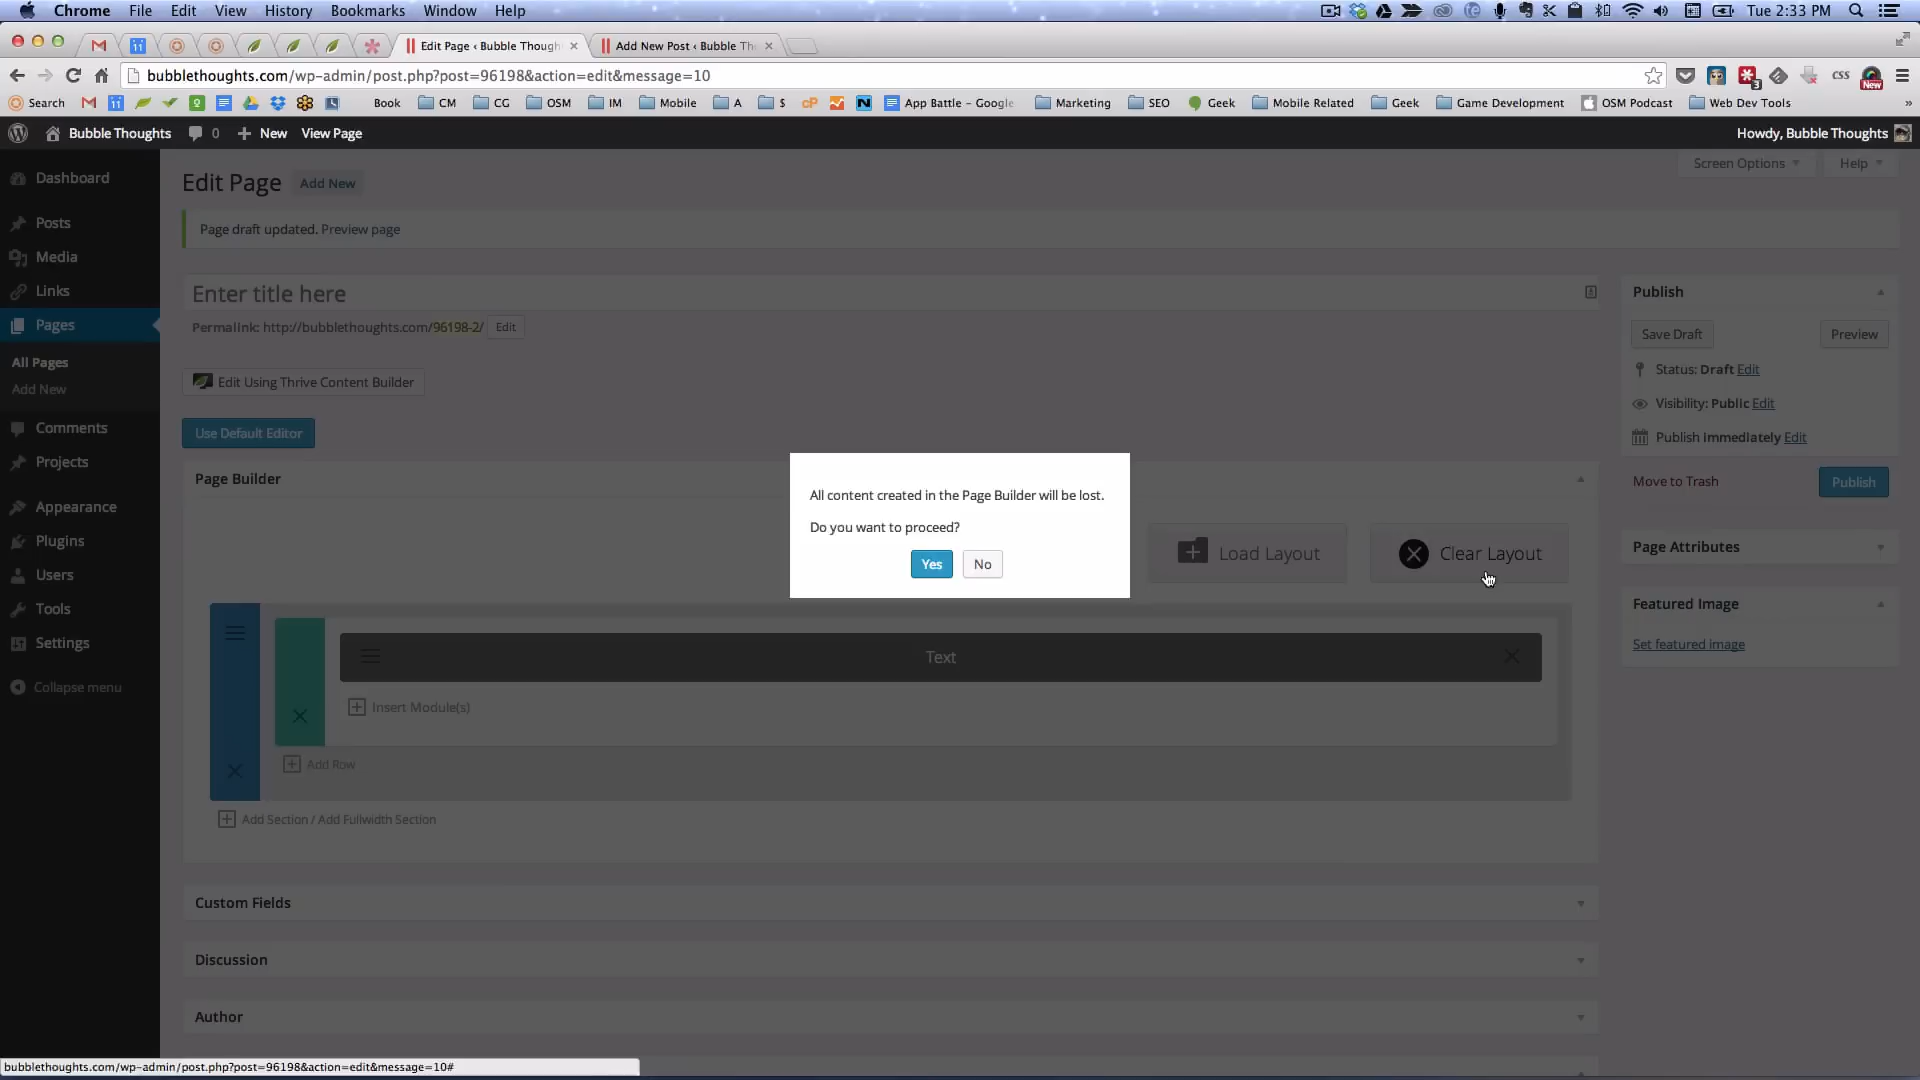 Chrome File Edit View History Bookmarks Window Help Tue 2:33 PM
Edit Page ‹ Bubble Though Add New Post ‹ Bubble Th
bubblethoughts.com/wp-admin/post.php?post=96198&action=edit&message=10
Search Book CM CG OSM IM Mobile A $ App Battle – Google Marketing SEO Geek Mobile Related Geek Game Development OSM Podcast Web Dev Tools »
css New 3
Bubble Thoughts 0 New View Page Howdy, Bubble Thoughts
Screen Options Help
Edit Page Add New
Page draft updated. Preview page
Enter title here
Permalink: http://bubblethoughts.com/96198-2/ Edit
Edit Using Thrive Content Builder
Use Default Editor
Page Builder
Load Layout Clear Layout
Text
Insert Module(s)
Add Row
Add Section / Add Fullwidth Section
Custom Fields
Discussion
Author
Dashboard
Posts
Media
Links
Pages
All Pages
Add New
Comments
Projects
Appearance
Plugins
Users
Tools
Settings
Collapse menu
All content created in the Page Builder will be lost.
Do you want to proceed?
Yes No
Publish
Save Draft Preview
Status: Draft Edit
Visibility: Public Edit
Publish Immediately Edit
Move to Trash Publish
Page Attributes
Featured Image
Set featured image
bubblethoughts.com/wp-admin/post.php?post=96198&action=edit&message=10#